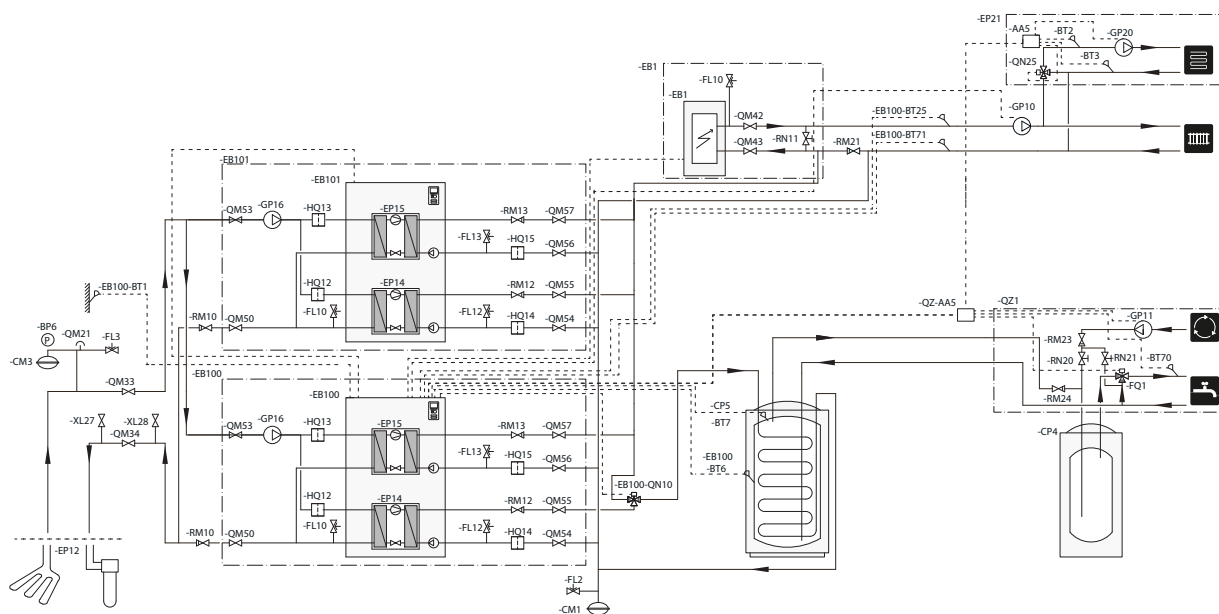 -EP21
-AA5
-BT2
-GP20
-BT3
-QN25
-EB1
-FL10
-EB1
-QM42
-GP10
-EB100-BT25
-RN11
-QM43
-RM21
-EB100-BT71
-EB101
-EB101
-HQ13
-EP15
-RM13
-QM57
-QM53
-GP16
-FL13
-HQ15
-QM56
-HQ12
-EP14
-RM12
-QM55
-EB100-BT1
-RM10
-QM50
-FL10
-FL12
-HQ14
-QM54
-QZ-AA5
-QZ1
-GP11
-BP6
P
-QM21
-FL3
-RM23
-CM3
-RN20
-RN21
-BT70
-EB100
-QM33
-EB100
-FQ1
-RM24
-CP5
-BT7
-XL27
-XL28
-QM34
-QM53
-GP16
-HQ13
-EP15
-RM13
-QM57
-CP4
-FL13
-HQ15
-QM56
-EB100
-BT6
-HQ12
-EP14
-RM12
-QM55
-EB100-QN10
-RM10
-QM50
-FL10
-FL12
-HQ14
-QM54
-EP12
-FL2
-CM1